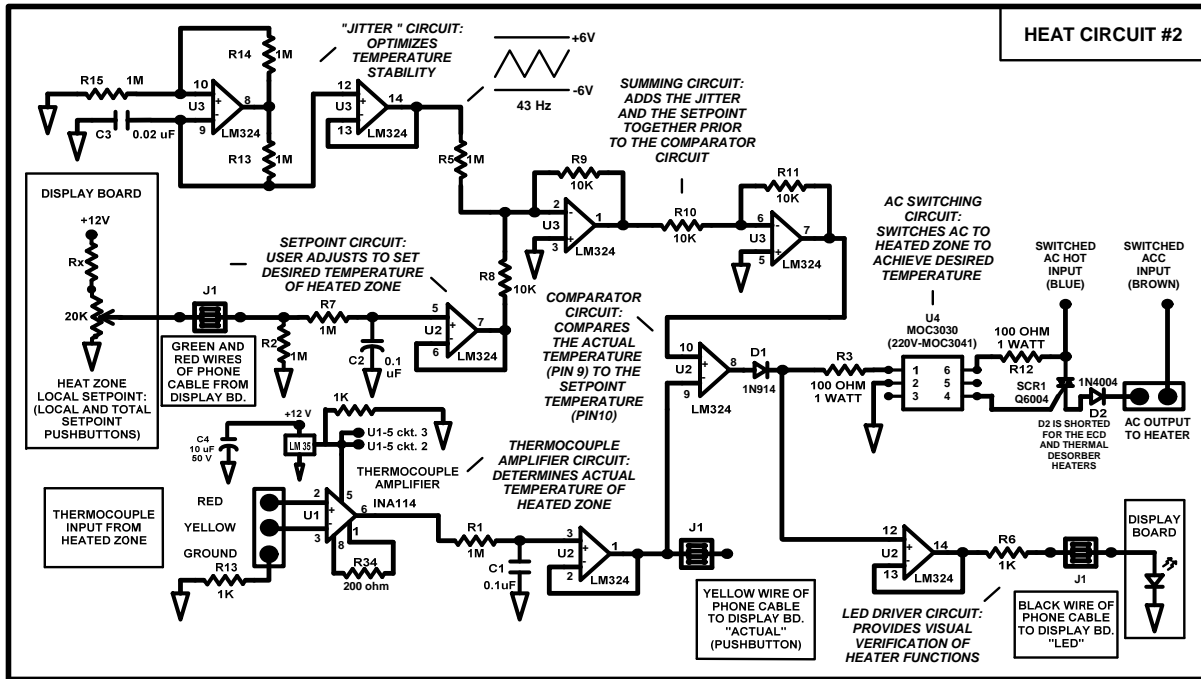 HEAT CIRCUIT #2
"JITTER " CIRCUIT:
OPTIMIZES
TEMPERATURE
STABILITY
+6V
-6V
43 Hz
R14
1M
R15
1M
10
U3
8
9
LM324
C3
0.02 uF
R13
1M
12
U3
14
13
LM324
R5
1M
SUMMING CIRCUIT:
ADDS THE JITTER
AND THE SETPOINT
TOGETHER PRIOR
TO THE COMPARATOR
CIRCUIT
R9
10K
2
1
U3
3
LM324
R10
10K
R11
10K
6
7
U3
5
LM324
DISPLAY BOARD
+12V
Rx
20K
HEAT ZONE
LOCAL SETPOINT:
(LOCAL AND TOTAL
SETPOINT
PUSHBUTTONS)
SETPOINT CIRCUIT:
USER ADJUSTS TO SET
DESIRED TEMPERATURE
OF HEATED ZONE
J1
GREEN AND
RED WIRES
OF PHONE
CABLE FROM
DISPLAY BD.
R2
1M
R7
1M
C2
0.1
uF
5
U2
7
6
LM324
R8
10K
COMPARATOR
CIRCUIT:
COMPARES
THE ACTUAL
TEMPERATURE
(PIN 9) TO THE
SETPOINT
TEMPERATURE
(PIN10)
10
U2
8
9
LM324
D1
1N914
R3
100 OHM
1 WATT
AC SWITCHING
CIRCUIT:
SWITCHES AC TO
HEATED ZONE TO
ACHIEVE DESIRED
TEMPERATURE
U4
MOC3030
(220V-MOC3041)
1
2
3
6
5
4
100 OHM
1 WATT
R12
SWITCHED
AC HOT
INPUT
(BLUE)
SWITCHED
ACC
INPUT
(BROWN)
SCR1
Q6004
1N4004
D2
D2 IS SHORTED
FOR THE ECD
AND THERMAL
DESORBER
HEATERS
AC OUTPUT
TO HEATER
+12 V
C4
10 uF
50 V
LM 35
1K
U1-5 ckt. 3
U1-5 ckt. 2
THERMOCOUPLE
AMPLIFIER
INA114
THERMOCOUPLE
AMPLIFIER CIRCUIT:
DETERMINES ACTUAL
TEMPERATURE OF
HEATED ZONE
THERMOCOUPLE
INPUT FROM
HEATED ZONE
RED
YELLOW
GROUND
R13
1K
2
5
U1
6
3
8
1
R34
200 ohm
R1
1M
C1
0.1uF
3
U2
1
2
LM324
J1
YELLOW WIRE OF
PHONE CABLE
TO DISPLAY BD.
"ACTUAL"
(PUSHBUTTON)
12
U2
14
13
LM324
R6
1K
J1
LED DRIVER CIRCUIT:
PROVIDES VISUAL
VERIFICATION OF
HEATER FUNCTIONS
BLACK WIRE OF
PHONE CABLE
TO DISPLAY BD.
"LED"
DISPLAY
BOARD